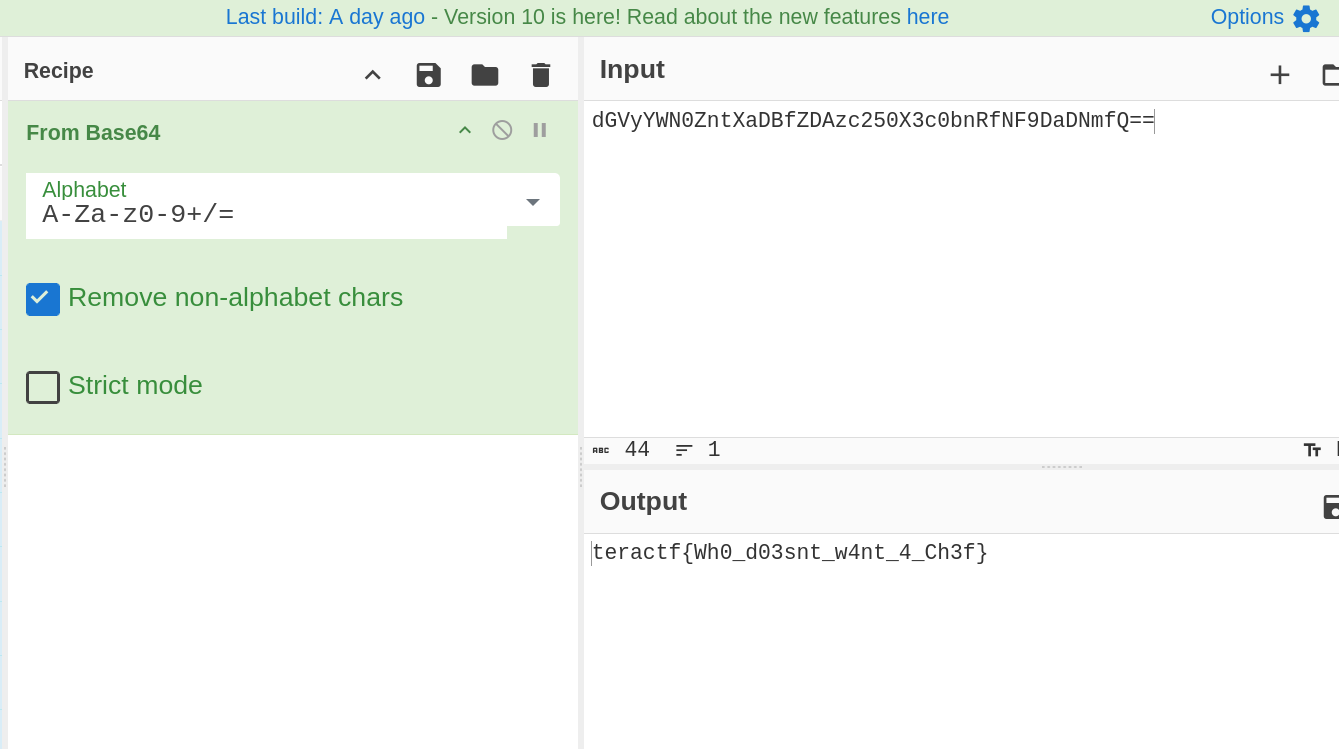 Last build: A day ago - Version 10 is here! Read about the new features here
Options
Recipe
From Base64
Alphabet
A-Za-z0-9+/=
Remove non-alphabet chars
Strict mode
Input
dGVyYWN0ZntXaDBfZDAzc250X3c0bnRfNF9DaDNmfQ==
ABC 44 1
Output
teractf{Wh0_d03snt_w4nt_4_Ch3f}